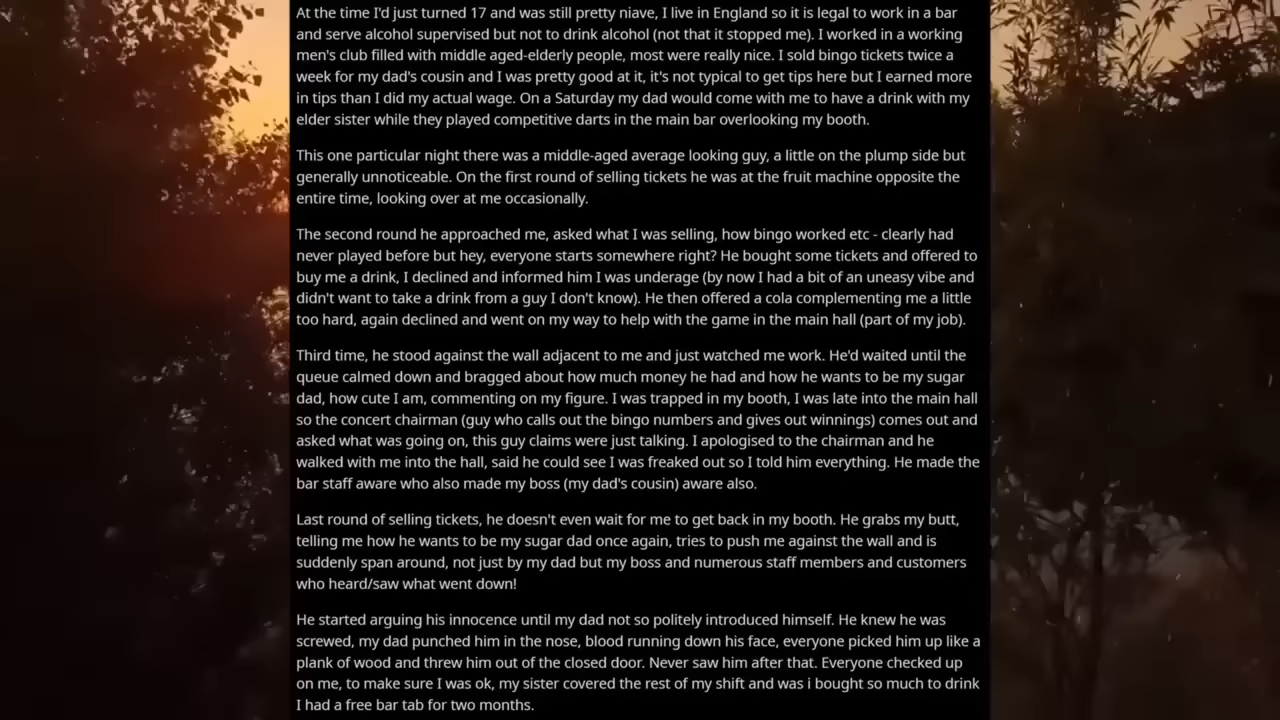 At the time I'd just turned 17 and was still pretty niave, I live in England so it is legal to work in a bar
and serve alcohol supervised but not to drink alcohol (not that it stopped me). I worked in a working
men's club filled with middle aged-elderly people, most were really nice. I sold bingo tickets twice a
week for my dad's cousin and I was pretty good at it, it's not typical to get tips here but I earned more
in tips than I did my actual wage. On a Saturday my dad would come with me to have a drink with my
elder sister while they played competitive darts in the main bar overlooking my booth.
This one particular night there was a middle-aged average looking guy, a little on the plump side but
generally unnoticeable. On the first round of selling tickets he was at the fruit machine opposite the
entire time, looking over at me occasionally.
The second round he approached me, asked what I was selling, how bingo worked etc - clearly had
never played before but hey, everyone starts somewhere right? He bought some tickets and offered to
buy me a drink, I declined and informed him I was underage (by now I had a bit of an uneasy vibe and
didn't want to take a drink from a guy I don't know). He then offered a cola complementing me a little
too hard, again declined and went on my way to help with the game in the main hall (part of my job).
Third time, he stood against the wall adjacent to me and just watched me work. He'd waited until the
queue calmed down and bragged about how much money he had and how he wants to be my sugar
dad, how cute I am, commenting on my figure. I was trapped in my booth, I was late into the main hall
so the concert chairman (guy who calls out the bingo numbers and gives out winnings) comes out and
asked what was going on, this guy claims were just talking. I apologised to the chairman and he
walked with me into the hall, said he could see I was freaked out so I told him everything. He made the
bar staff aware who also made my boss (my dad's cousin) aware also.
Last round of selling tickets, he doesn't even wait for me to get back in my booth. He grabs my butt,
telling me how he wants to be my sugar dad once again, tries to push me against the wall and is
suddenly span around, not just by my dad but my boss and numerous staff members and customers
who heard/saw what went down!
He started arguing his innocence until my dad not so politely introduced himself. He knew he was
screwed, my dad punched him in the nose, blood running down his face, everyone picked him up like a
plank of wood and threw him out of the closed door. Never saw him after that. Everyone checked up
on me, to make sure I was ok, my sister covered the rest of my shift and was i bought so much to drink
I had a free bar tab for two months.